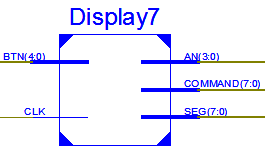 Display7
BTN(4:0)
AN(3:0)
COMMAND(7:0)
CLK
SEG(7:0)